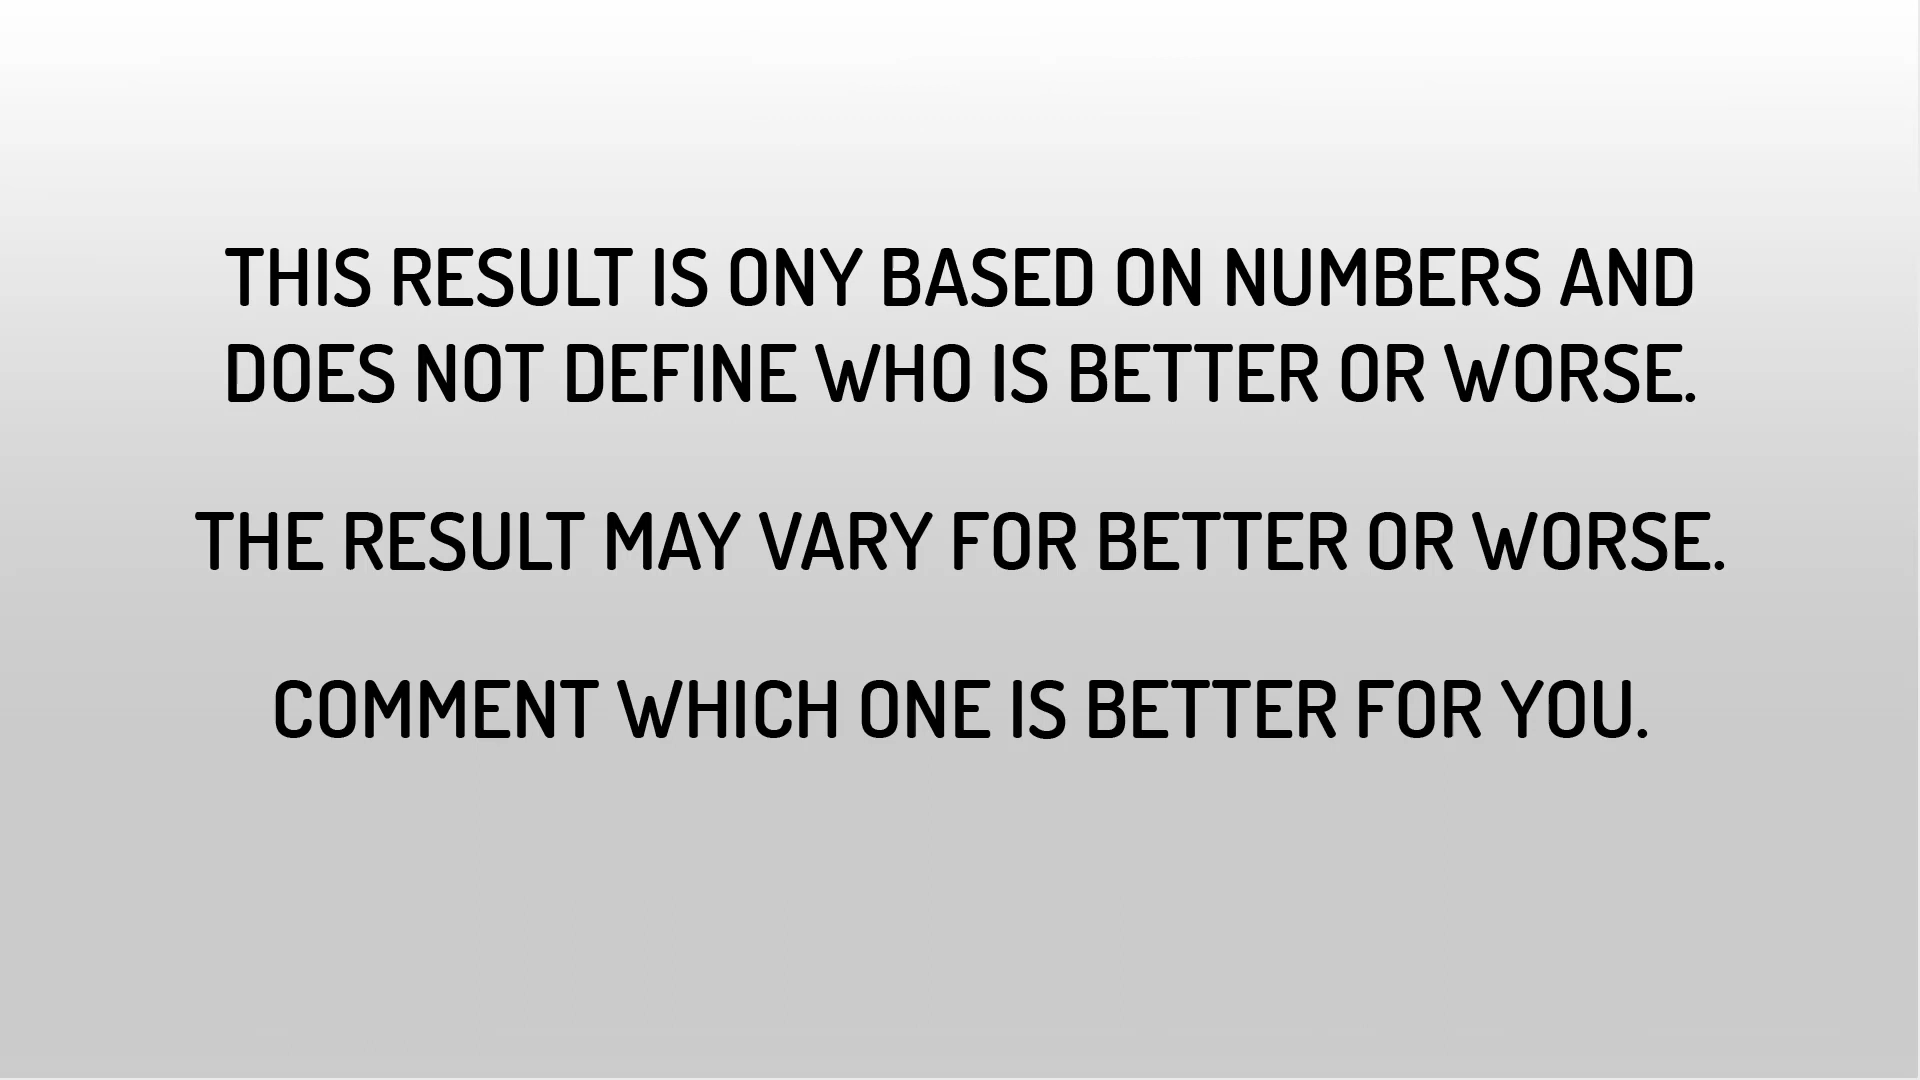 THIS RESULT IS ONY BASED ON NUMBERS AND
DOES NOT DEFINE WHO IS BETTER OR WORSE.
THE RESULT MAY VARY FOR BETTER OR WORSE.
COMMENT WHICH ONE IS BETTER FOR YOU.